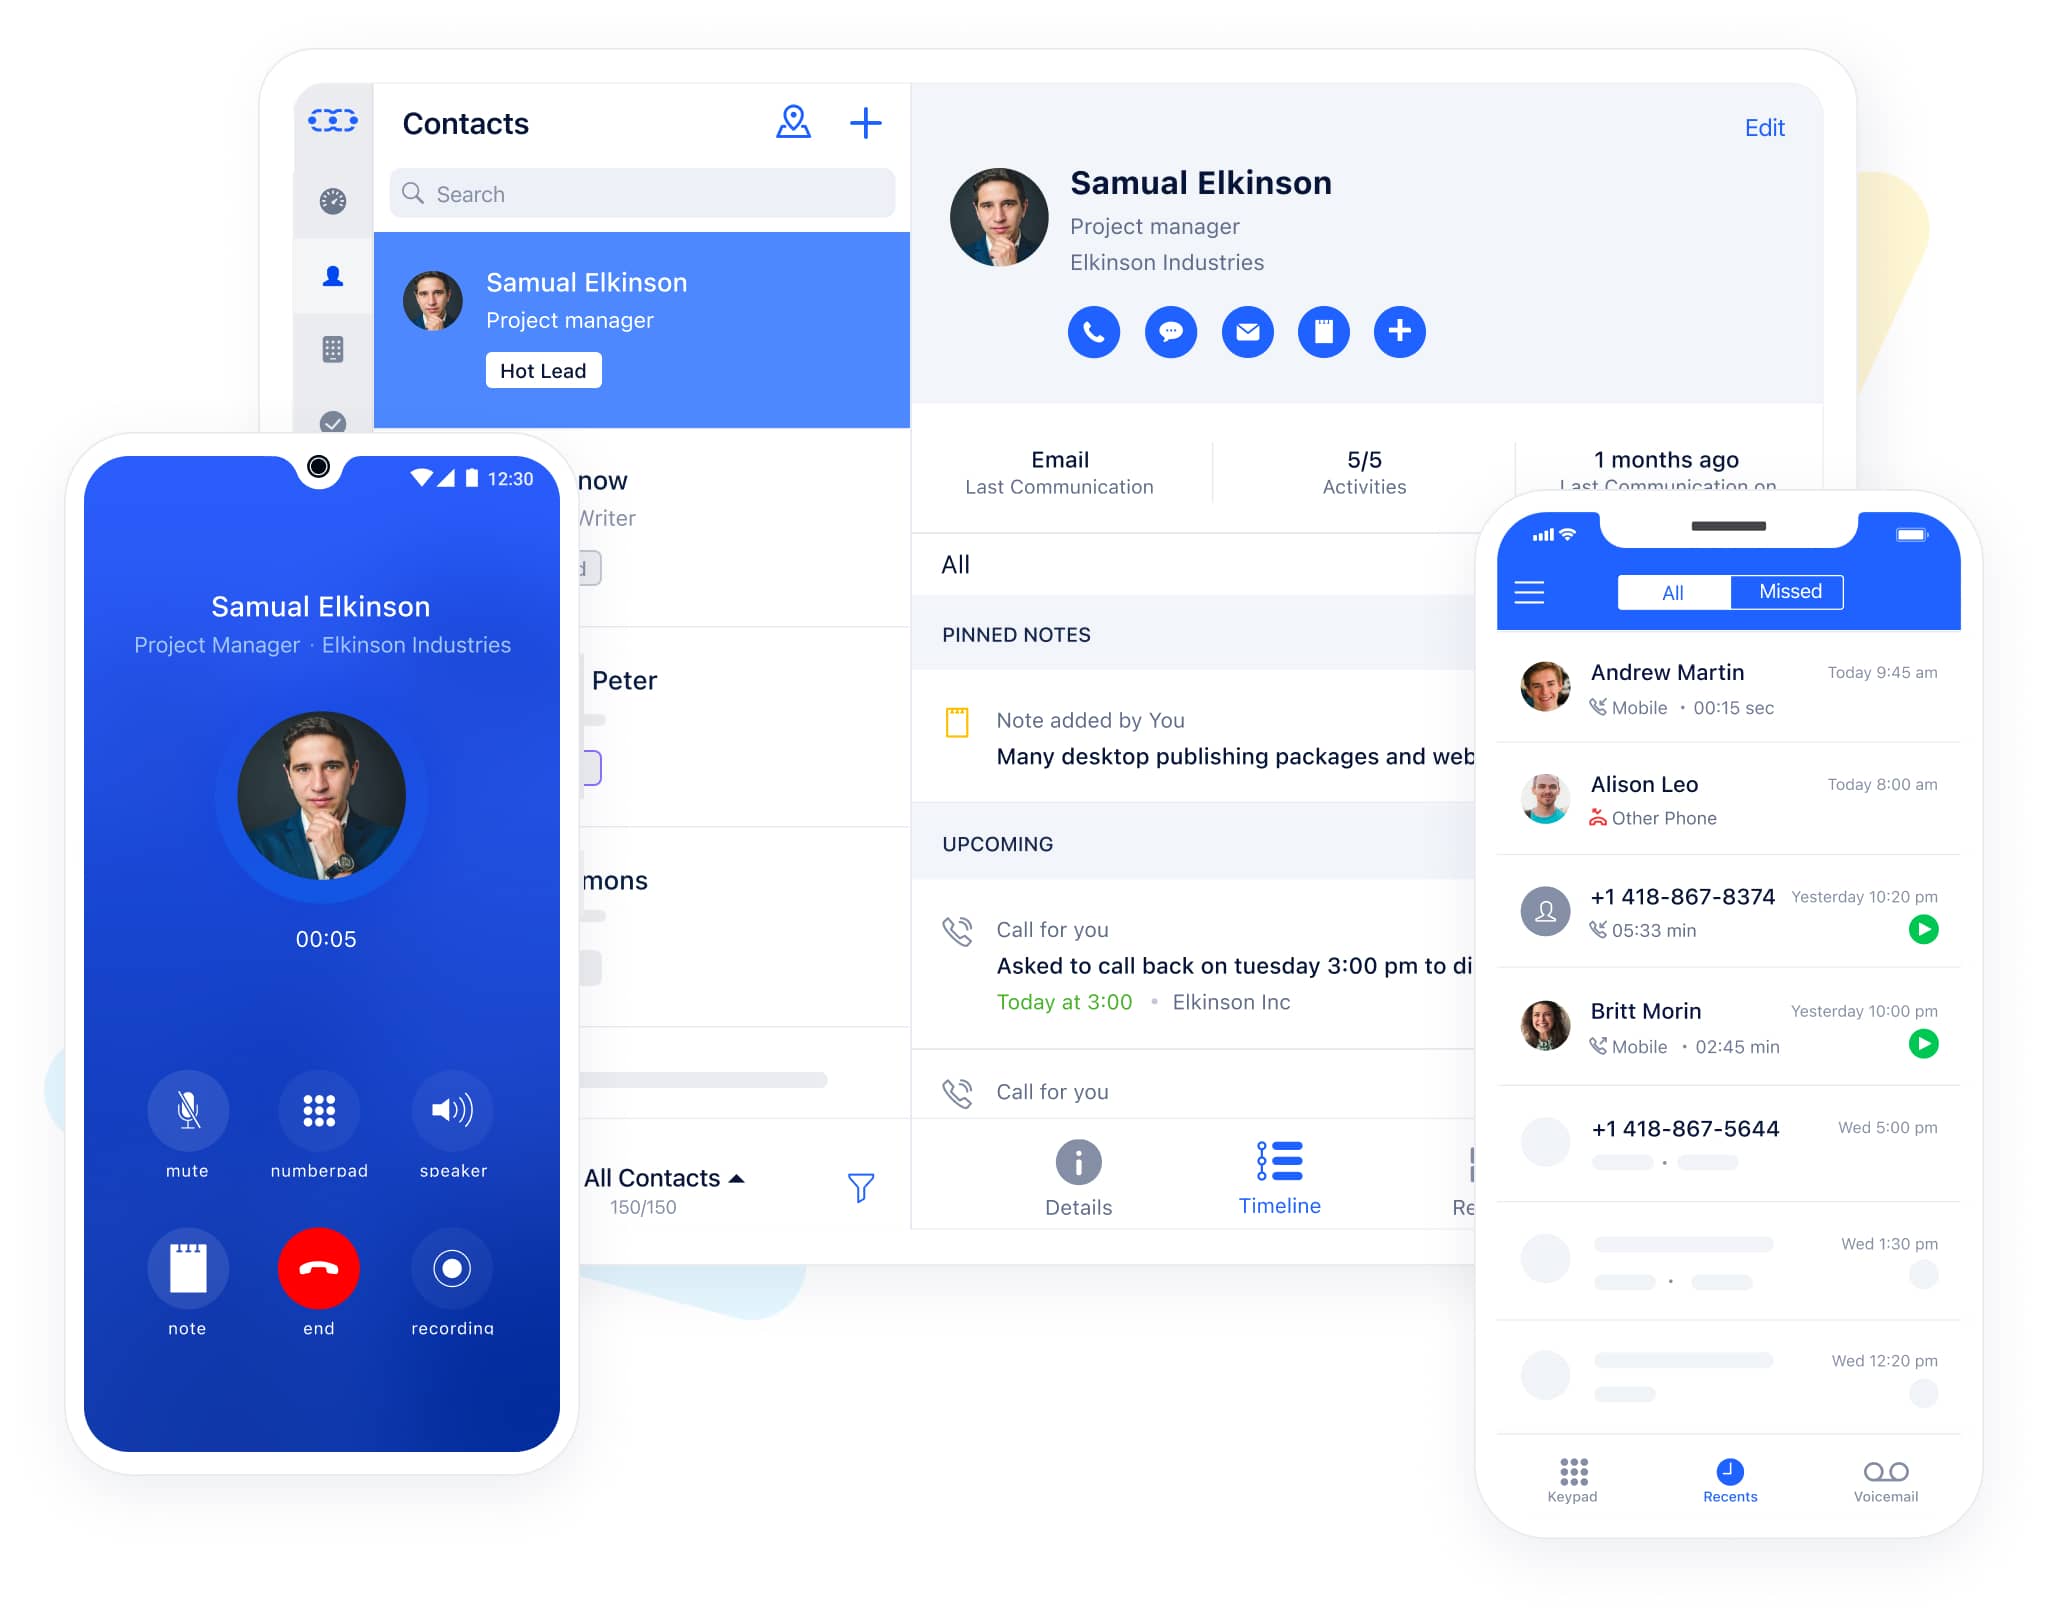 Contacts
Search
Samual Elkinson
Project manager
Hot Lead
now
Writer
Peter
mons
All Contacts
150/150
Edit
Samual Elkinson
Project manager
Elkinson Industries
Email
Last Communication
5/5
Activities
1 months ago
Last Communication on
All
PINNED NOTES
Note added by You
Many desktop publishing packages and web
UPCOMING
Call for you
Asked to call back on tuesday 3:00 pm to di
Today at 3:00 • Elkinson Inc
Call for you
Details
Timeline
Re
12:30
Samual Elkinson
Project Manager · Elkinson Industries
00:05
mute numberpad speaker
note end recording
All Missed
Andrew Martin Today 9:45 am
Mobile • 00:15 sec
Alison Leo Today 8:00 am
Other Phone
+1 418-867-8374 Yesterday 10:20 pm
05:33 min
Britt Morin Yesterday 10:00 pm
Mobile • 02:45 min
+1 418-867-5644 Wed 5:00 pm
Wed 1:30 pm
Wed 12:20 pm
Keypad Recents Voicemail